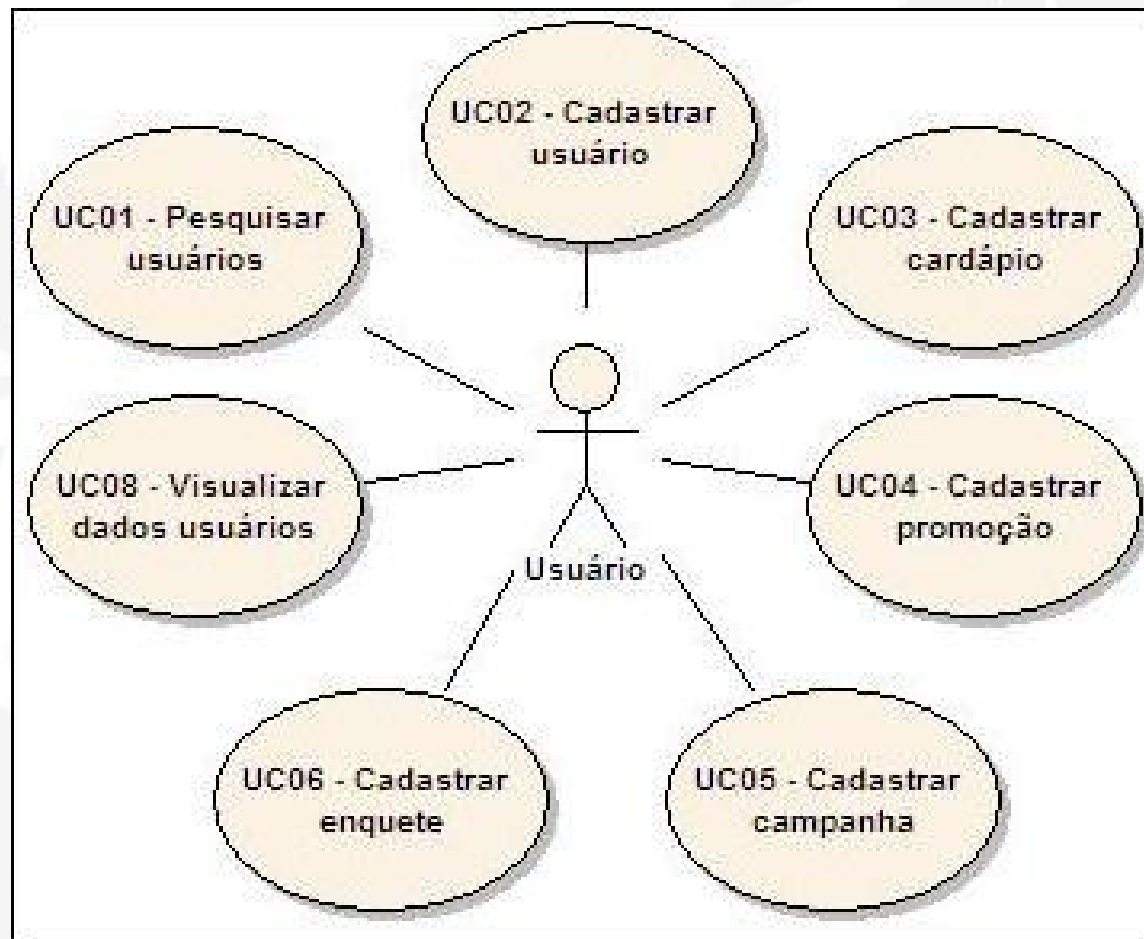 UC02 - Cadastrar
usuário
UC01 - Pesquisar
usuários
UC03 - Cadastrar
cardápio
UC08 - Visualizar
dados usuários
UC04 - Cadastrar
promoção
Usuário
UC06 - Cadastrar
enquete
UC05 - Cadastrar
campanha